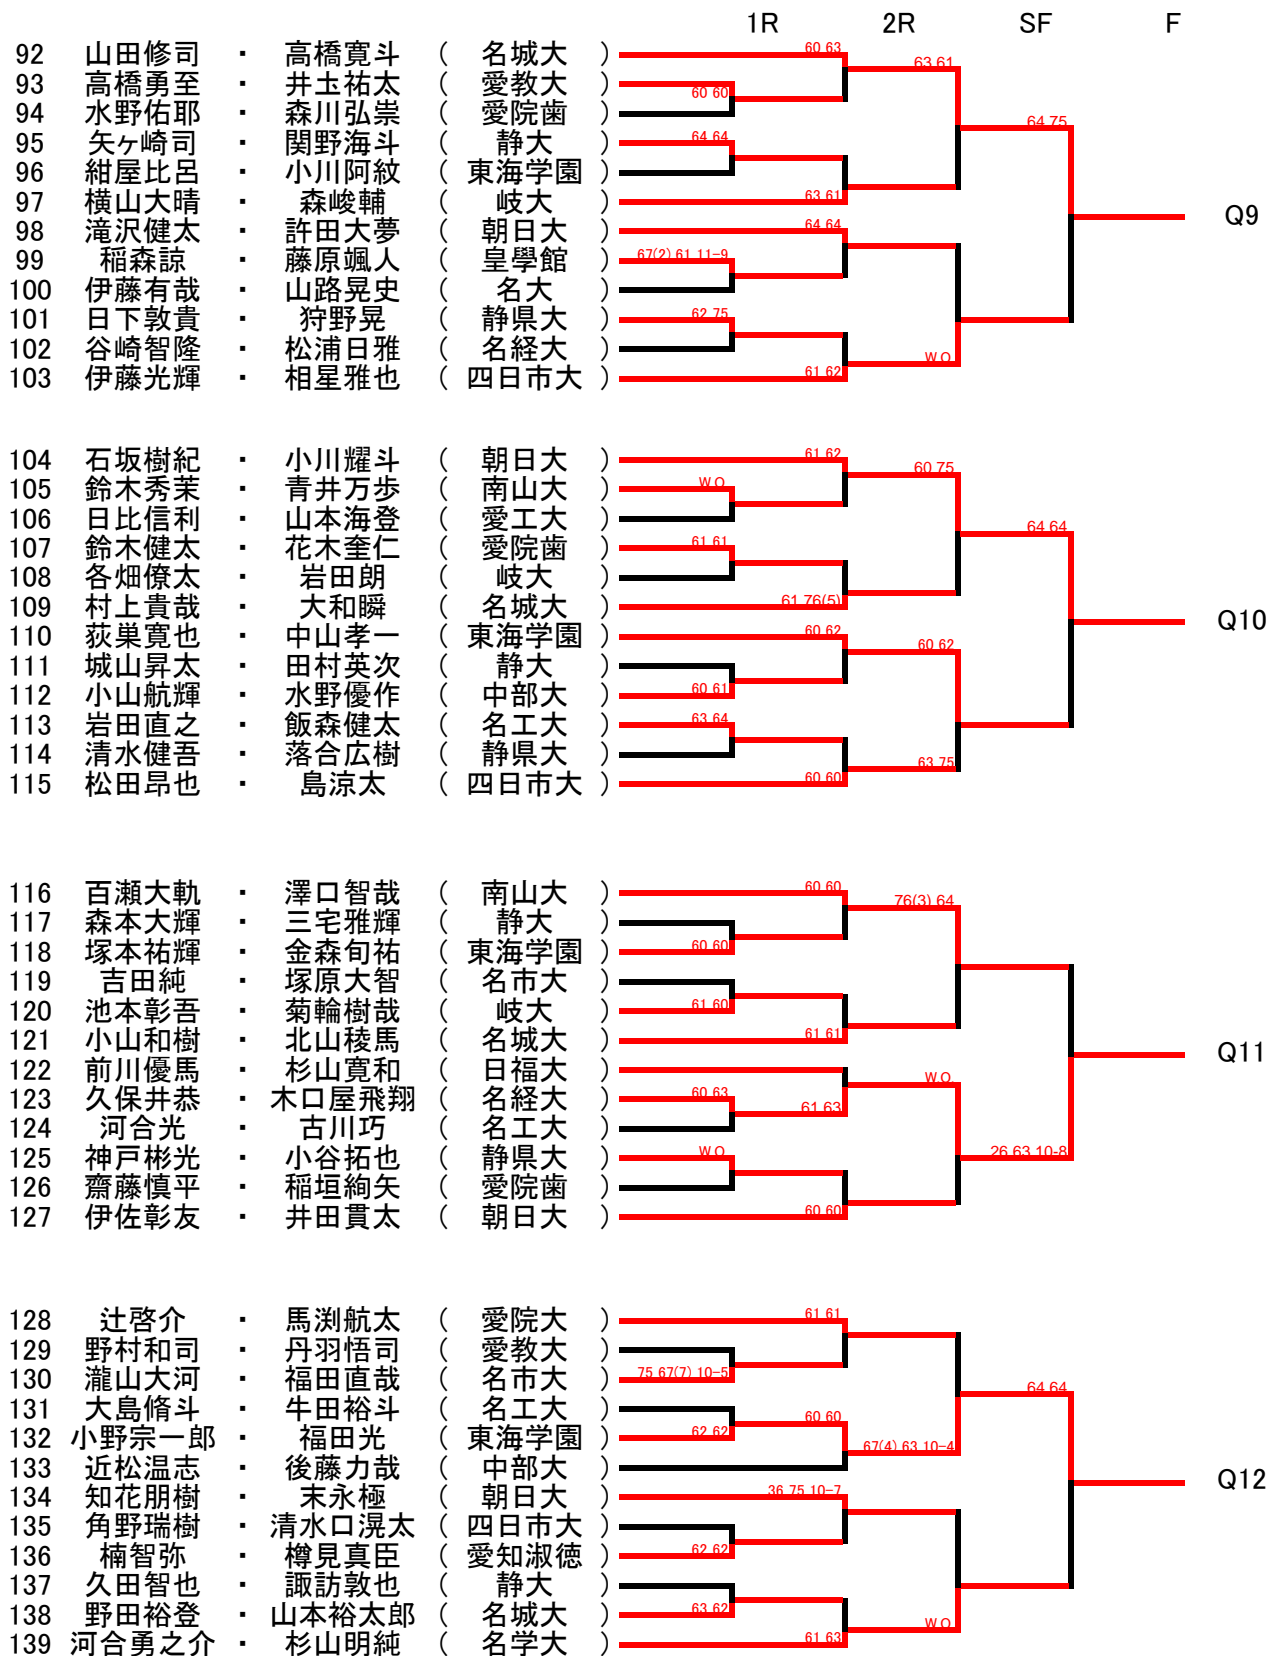 1R 2R SF F
92 山田修司 ・ 高橋寛斗 ( 名城大 ) 60 63
63 61
93 高橋勇至 ・ 井土祐太 ( 愛教大 ) 60 60
94 水野佑耶 ・ 森川弘崇 ( 愛院歯 )
64 75
95 矢ヶ崎司 ・ 関野海斗 ( 静大 ) 64 64
96 紺屋比呂 ・ 小川阿紋 ( 東海学園 )
97 横山大晴 ・ 森峻輔 ( 岐大 ) 63 61
Q9
98 滝沢健太 ・ 許田大夢 ( 朝日大 ) 64 64
99 稲森諒 ・ 藤原颯人 ( 皇學館 ) 67(2) 61 11-9
100 伊藤有哉 ・ 山路晃史 ( 名大 )
101 日下敦貴 ・ 狩野晃 ( 静県大 ) 62 75
102 谷崎智隆 ・ 松浦日雅 ( 名経大 ) W.O.
103 伊藤光輝 ・ 相星雅也 ( 四日市大 ) 61 62
104 石坂樹紀 ・ 小川耀斗 ( 朝日大 ) 61 62
60 75
105 鈴木秀茉 ・ 青井万歩 ( 南山大 ) W.O.
106 日比信利 ・ 山本海登 ( 愛工大 )
64 64
107 鈴木健太 ・ 花木奎仁 ( 愛院歯 ) 61 61
108 各畑僚太 ・ 岩田朗 ( 岐大 )
109 村上貴哉 ・ 大和瞬 ( 名城大 ) 61 76(5)
Q10
110 荻巣寛也 ・ 中山孝一 ( 東海学園 ) 60 62
60 62
111 城山昇太 ・ 田村英次 ( 静大 )
112 小山航輝 ・ 水野優作 ( 中部大 ) 60 61
113 岩田直之 ・ 飯森健太 ( 名工大 ) 63 64
114 清水健吾 ・ 落合広樹 ( 静県大 )
63 75
115 松田昂也 ・ 島涼太 ( 四日市大 ) 60 60
116 百瀬大軌 ・ 澤口智哉 ( 南山大 ) 60 60
76(3) 64
117 森本大輝 ・ 三宅雅輝 ( 静大 )
118 塚本祐輝 ・ 金森旬祐 ( 東海学園 ) 60 60
119 吉田純 ・ 塚原大智 ( 名市大 )
120 池本彰吾 ・ 菊輪樹哉 ( 岐大 ) 61 60
121 小山和樹 ・ 北山稜馬 ( 名城大 ) 61 61
Q11
122 前川優馬 ・ 杉山寛和 ( 日福大 ) W.O.
123 久保井恭 ・ 木口屋飛翔 ( 名経大 ) 60 63 61 63
124 河合光 ・ 古川巧 ( 名工大 )
125 神戸彬光 ・ 小谷拓也 ( 静県大 ) W.O. 26 63 10-8
126 齋藤慎平 ・ 稲垣絢矢 ( 愛院歯 )
127 伊佐彰友 ・ 井田貫太 ( 朝日大 ) 60 60
128 辻啓介 ・ 馬渕航太 ( 愛院大 ) 61 61
129 野村和司 ・ 丹羽悟司 ( 愛教大 )
130 瀧山大河 ・ 福田直哉 ( 名市大 ) 75 67(7) 10-5
64 64
131 大島脩斗 ・ 牛田裕斗 ( 名工大 ) 60 60
132 小野宗一郎 ・ 福田光 ( 東海学園 ) 62 62 67(4) 63 10-4
133 近松温志 ・ 後藤力哉 ( 中部大 )
Q12
134 知花朋樹 ・ 末永極 ( 朝日大 ) 36 75 10-7
135 角野瑞樹 ・ 清水口滉太 ( 四日市大 )
136 楠智弥 ・ 樽見真臣 ( 愛知淑徳 ) 62 62
137 久田智也 ・ 諏訪敦也 ( 静大 )
138 野田裕登 ・ 山本裕太郎 ( 名城大 ) 63 62 W.O.
139 河合勇之介 ・ 杉山明純 ( 名学大 ) 61 63